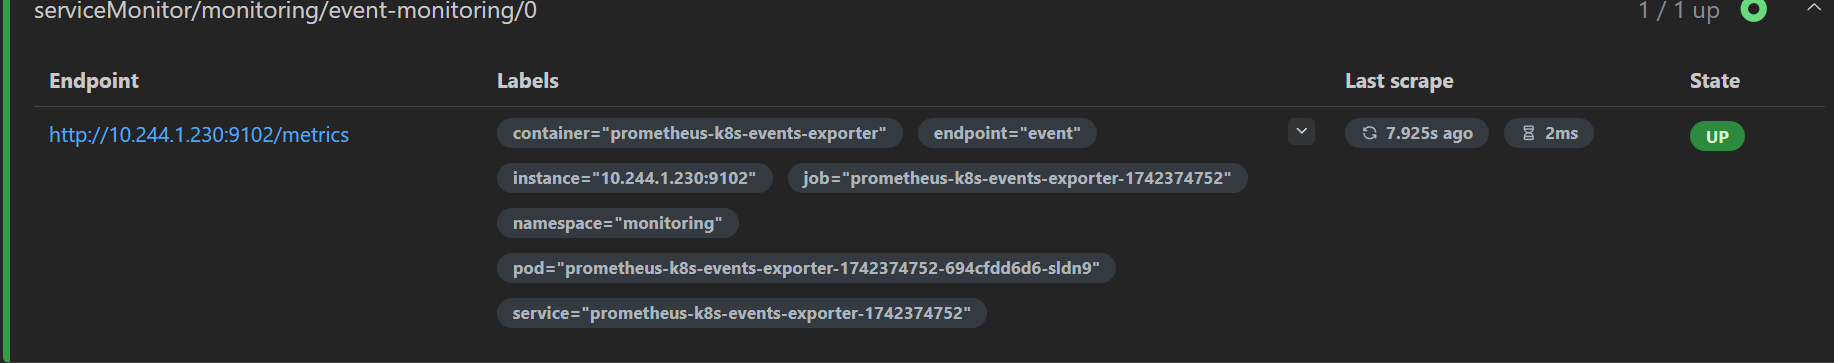 serviceMonitor/monitoring/event-monitoring/0 1 / 1 up
Endpoint Labels Last scrape State
http://10.244.1.230:9102/metrics container="prometheus-k8s-events-exporter" endpoint="event" 7.925s ago 2ms UP
instance="10.244.1.230:9102" job="prometheus-k8s-events-exporter-1742374752"
namespace="monitoring"
pod="prometheus-k8s-events-exporter-1742374752-694cfdd6d6-sldn9"
service="prometheus-k8s-events-exporter-1742374752"